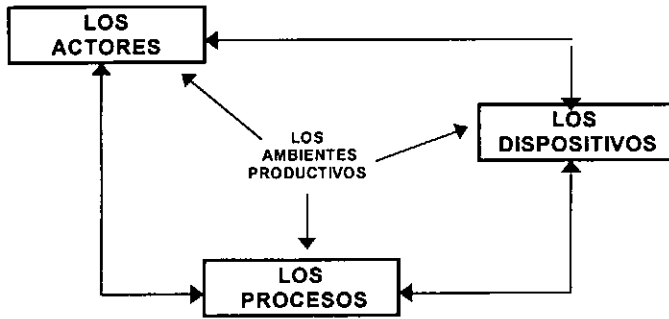 LOS
ACTORES
LOS
DISPOSITIVOS
LOS
AMBIENTES
PRODUCTIVOS
LOS
PROCESOS